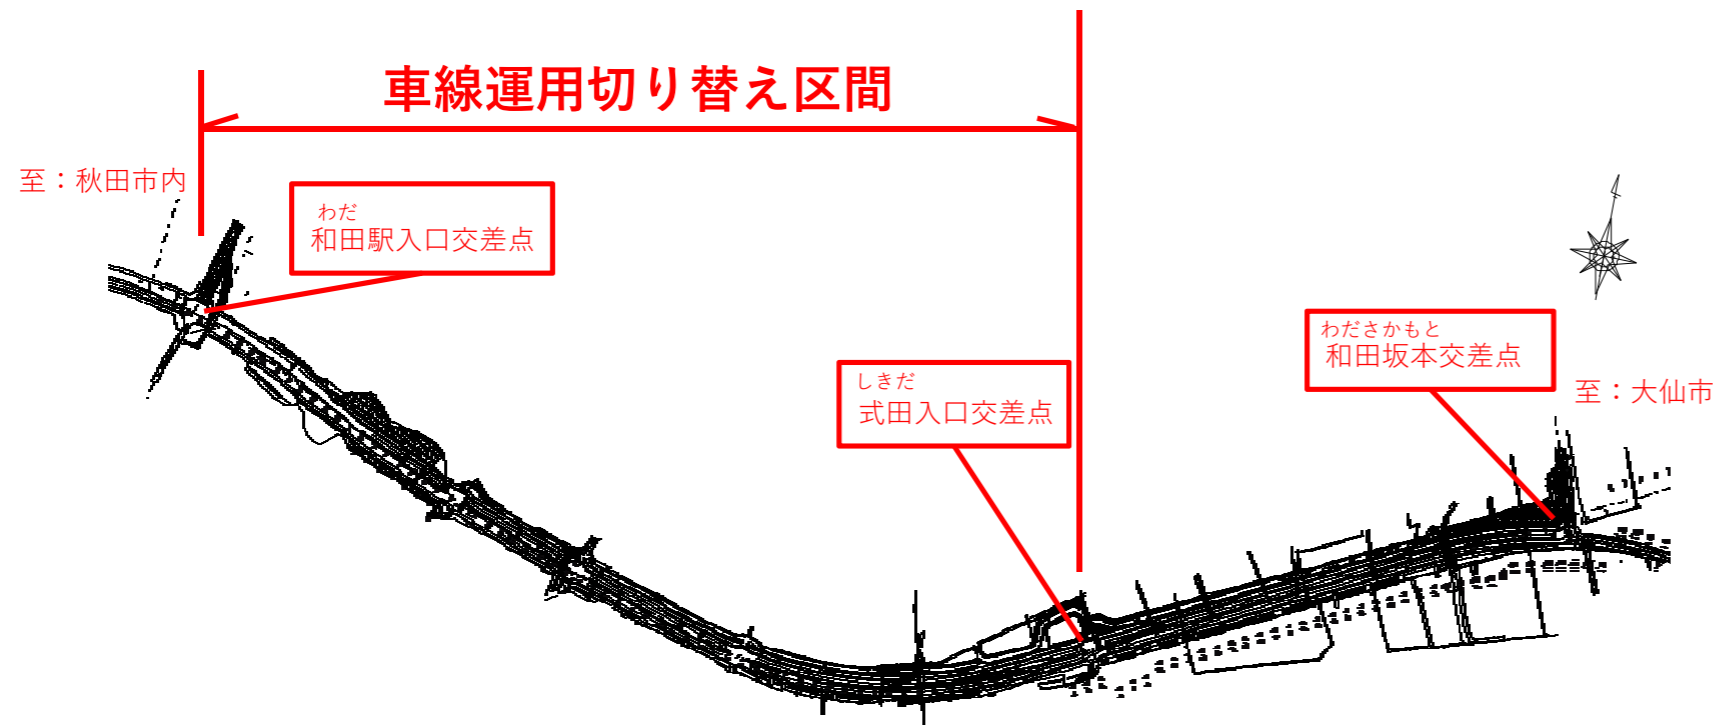 車線運用切り替え区間
至：秋田市内
わだ
和田駅入口交差点
わださかもと
和田坂本交差点
しきだ
式田入口交差点
至：大仙市